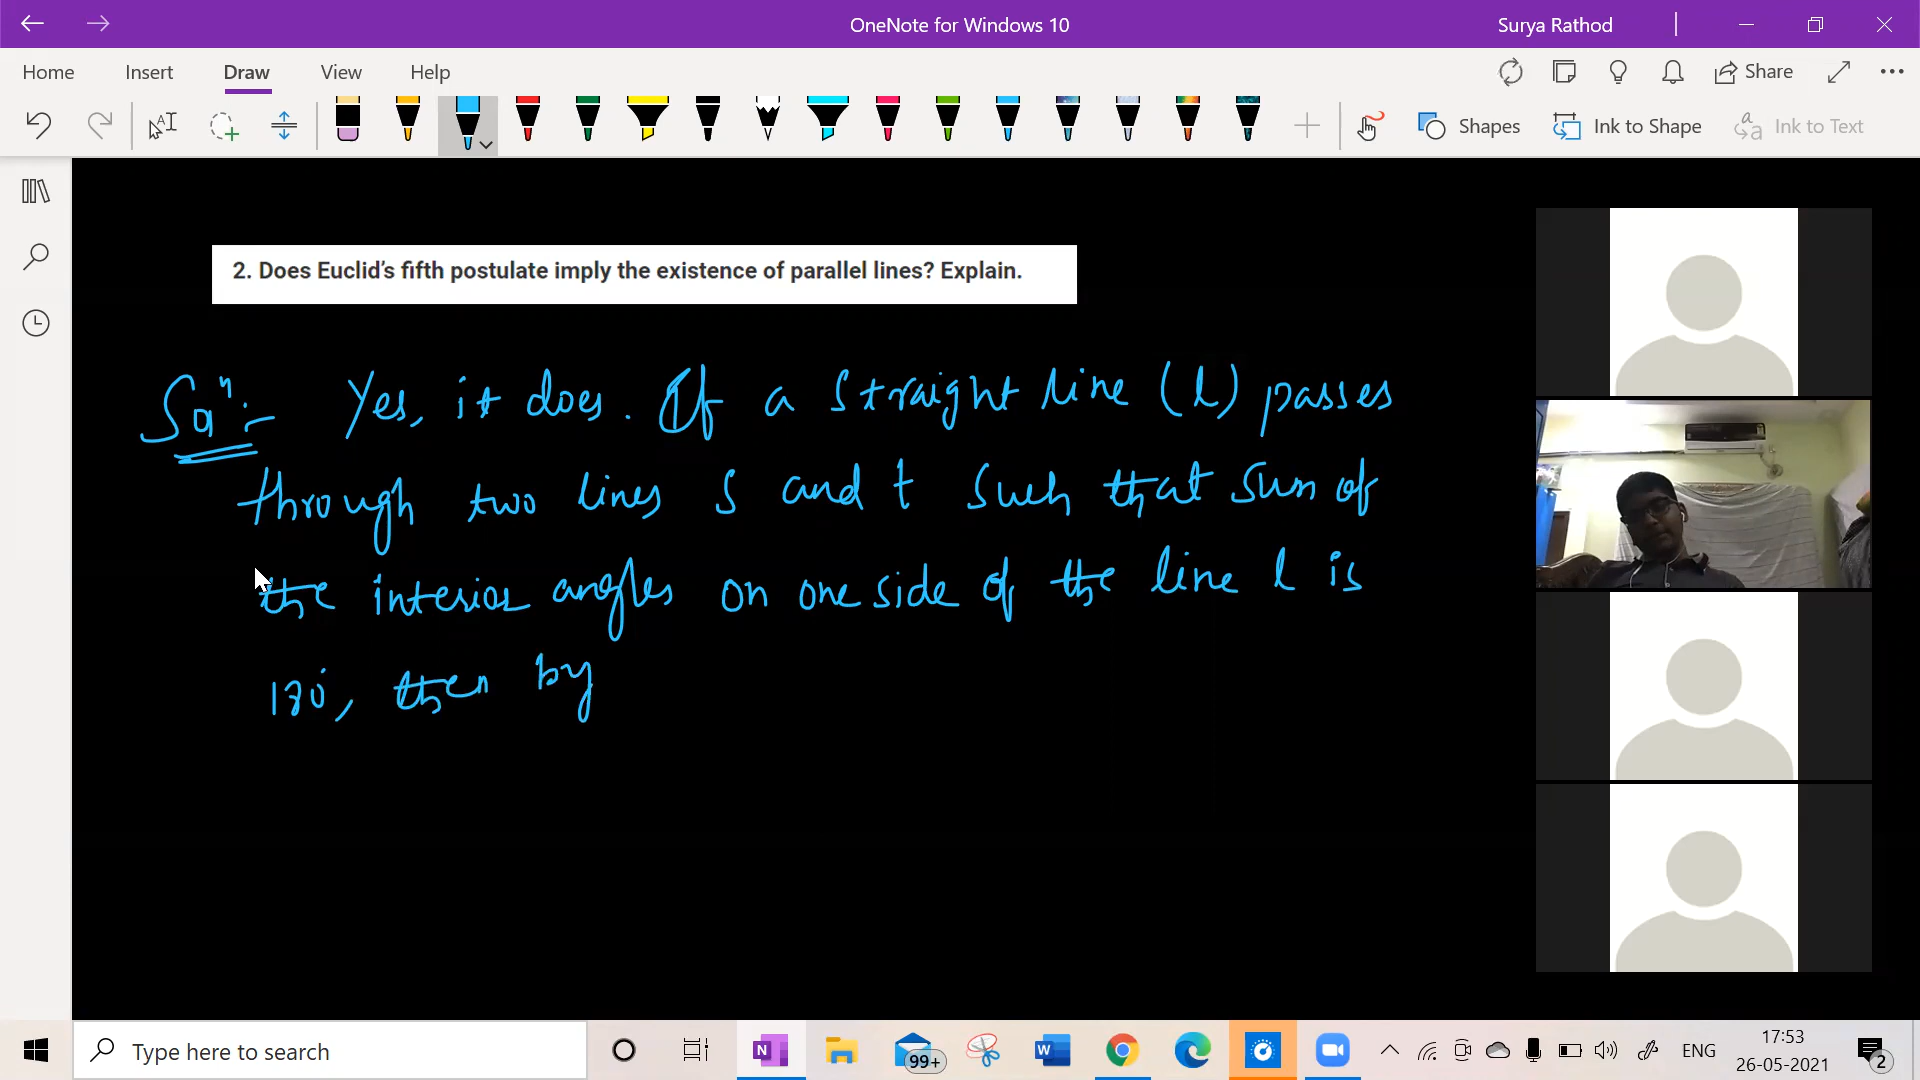 OneNote for Windows 10
Surya Rathod
Home Insert Draw View Help
Share
Shapes
Ink to Shape
Ink to Text
2. Does Euclid's fifth postulate imply the existence of parallel lines? Explain.
Solⁿ:- Yes, it does. If a straight line (l) passes
through two lines s and t such that sum of
the interior angles on one side of the line l is
180°, then by
Type here to search
99+
ENG
17:53
26-05-2021
2